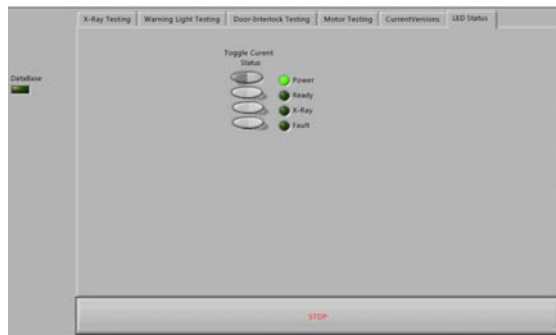 X-Ray Testing
Warning Light Testing
Door-Interlock Testing
Motor Testing
CurrentVersions
LED Status
DataBase
Toggle Curent
Status
Power
Ready
X-Ray
Fault
STOP